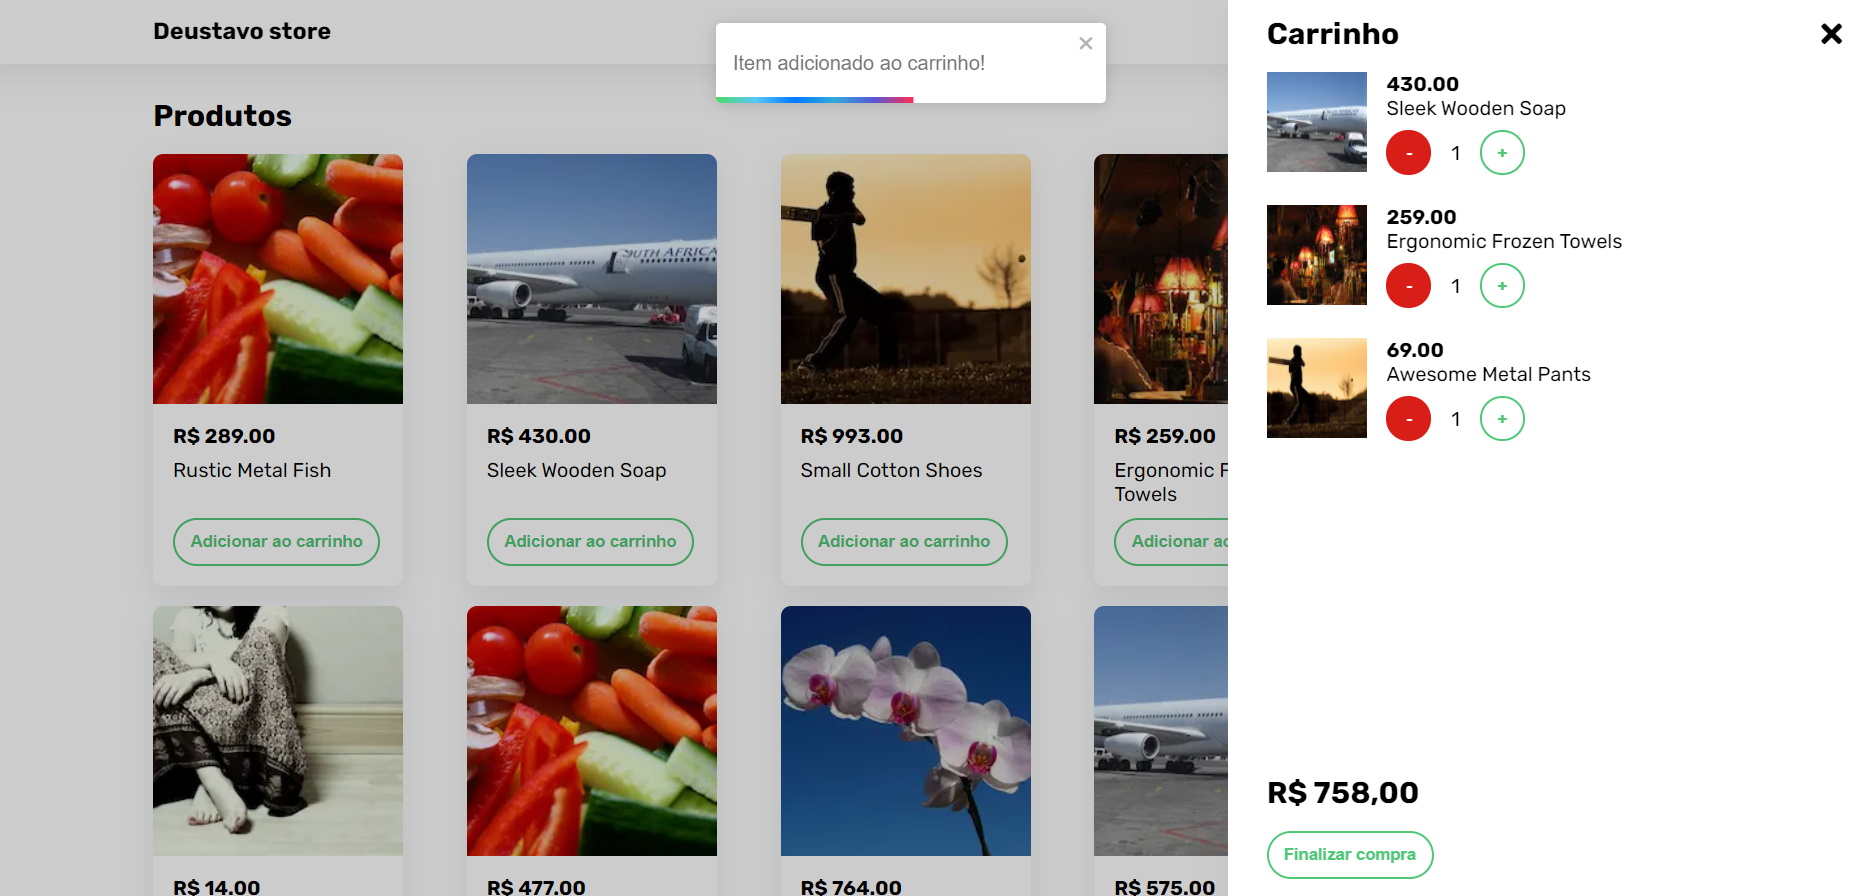 Deustavo store
Item adicionado ao carrinho!
Produtos
R$ 289.00
Rustic Metal Fish
Adicionar ao carrinho
SOUTH AFRICA
R$ 430.00
Sleek Wooden Soap
Adicionar ao carrinho
R$ 993.00
Small Cotton Shoes
Adicionar ao carrinho
R$ 259.00
Ergonomic F
Towels
Adicionar a
R$ 14.00
R$ 477.00
R$ 764.00
R$ 575.00
Carrinho
430.00
Sleek Wooden Soap
- 1 +
259.00
Ergonomic Frozen Towels
- 1 +
69.00
Awesome Metal Pants
- 1 +
R$ 758,00
Finalizar compra